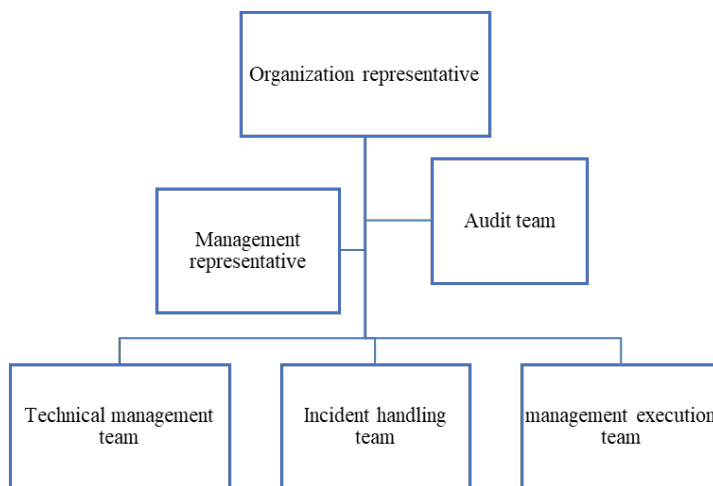 Organization representative
Audit team
Management
representative
Technical management
team
Incident handling
team
management execution
team